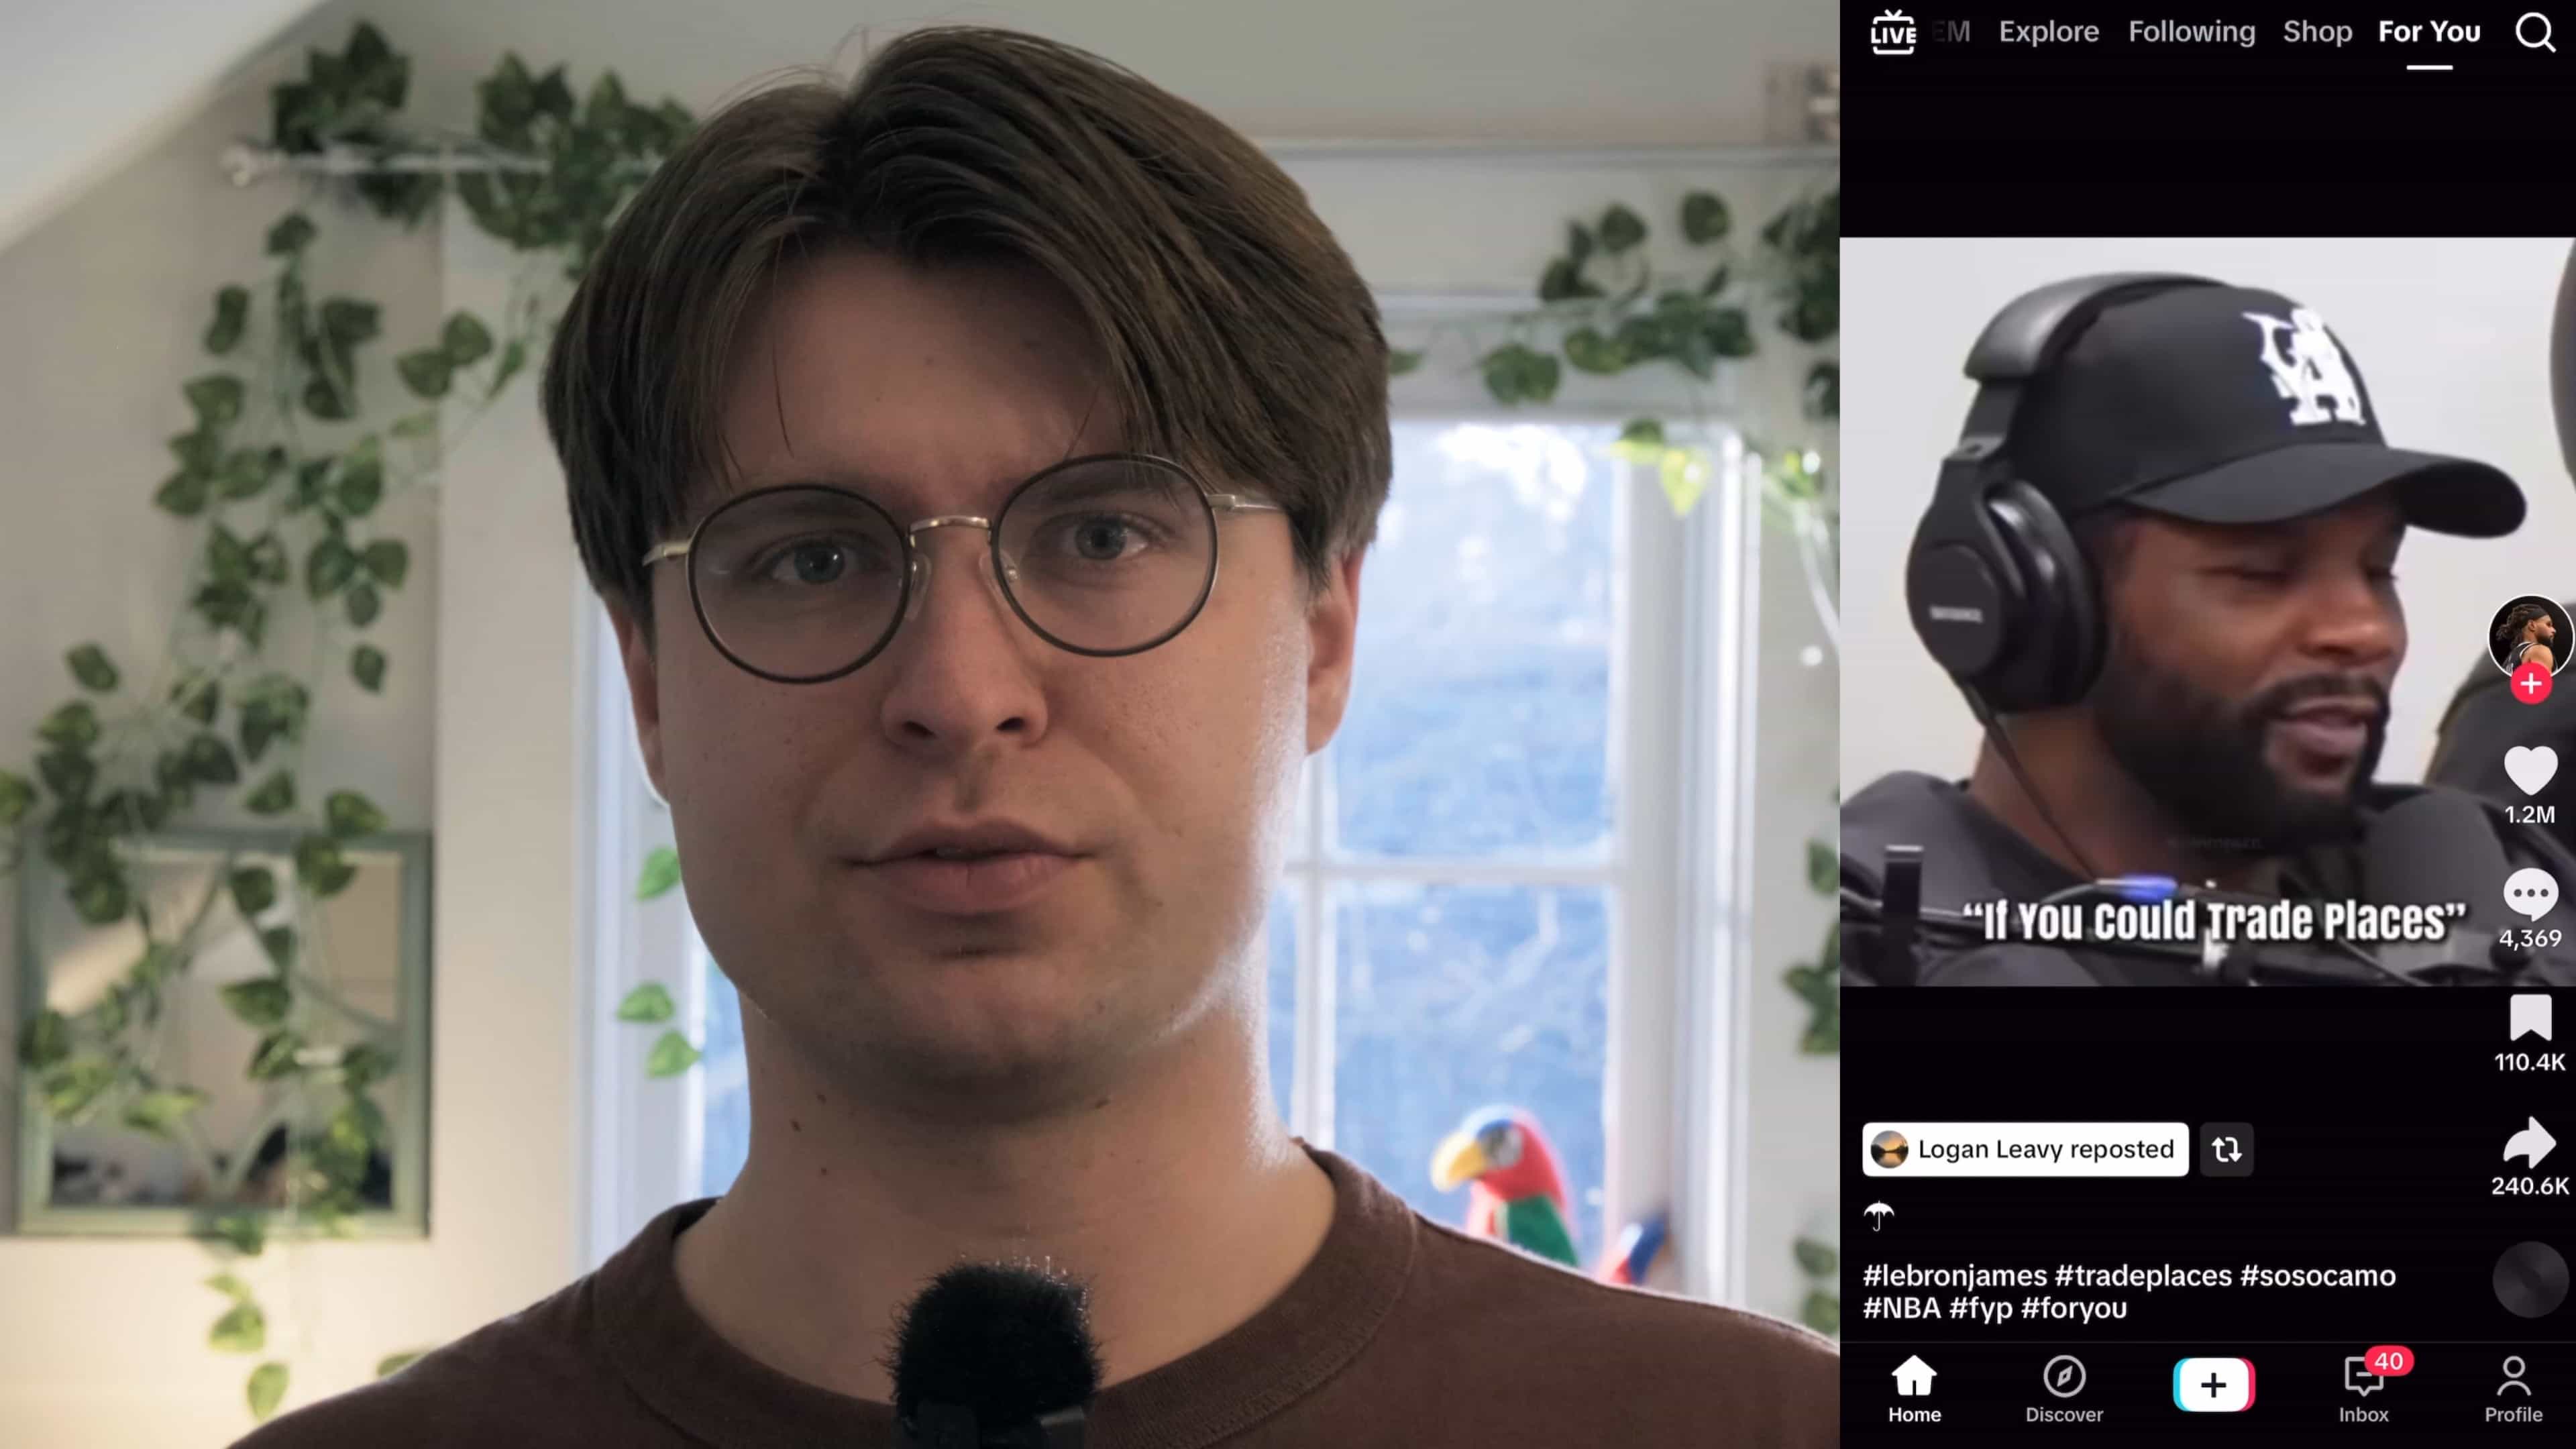 LIVE EM Explore Following Shop For You
“If You Could Trade Places”
1.2M
4,369
110.4K
240.6K
Logan Leavy reposted
#lebronjames #tradeplaces #sosocamo
#NBA #fyp #foryou
Home Discover Inbox 40 Profile